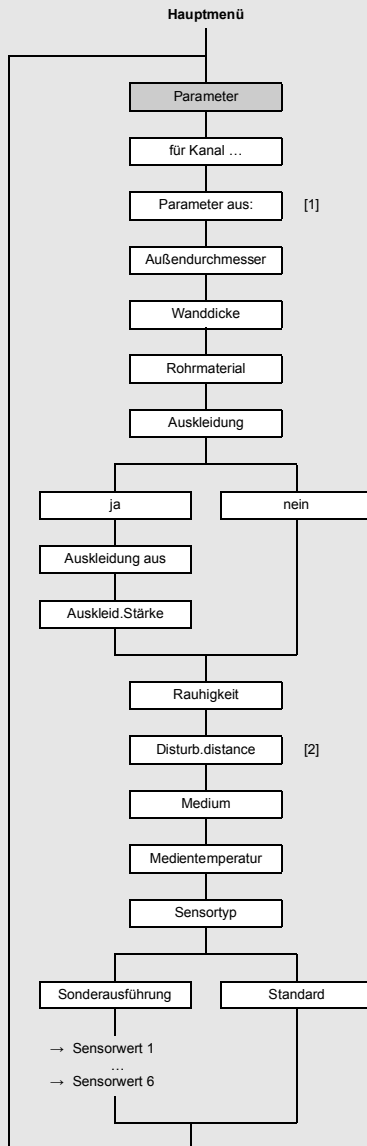 Hauptmenü
Parameter
für Kanal …
Parameter aus: [1]
Außendurchmesser
Wanddicke
Rohrmaterial
Auskleidung
ja nein
Auskleidung aus
Auskleid.Stärke
Rauhigkeit
Disturb.distance [2]
Medium
Medientemperatur
Sensortyp
Sonderausführung Standard
→ Sensorwert 1
…
→ Sensorwert 6